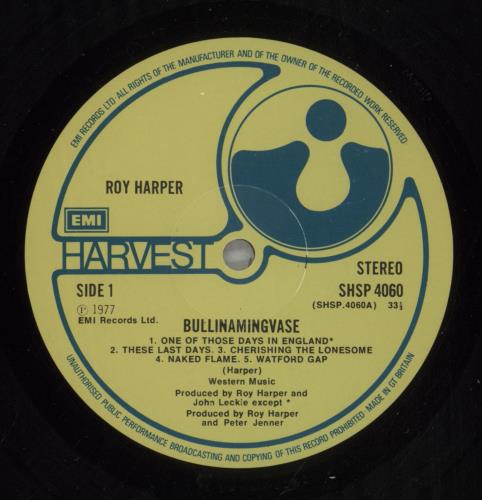 EMI RECORDS LTD· ALL RIGHTS OF THE MANUFACTURER AND OF THE OWNER OF THE RECORDED WORK RESERVED
ROY HARPER
EMI
HARVEST
SIDE 1
Ⓟ 1977
EMI Records Ltd.
STEREO
SHSP 4060
(SHSP.4060A) 33⅓
BULLINAMINGVASE
1. ONE OF THOSE DAYS IN ENGLAND*
2. THESE LAST DAYS. 3. CHERISHING THE LONESOME
4. NAKED FLAME. 5. WATFORD GAP
(Harper)
Western Music
Produced by Roy Harper and
John Leckie except *
Produced by Roy Harper
and Peter Jenner
UNAUTHORISED PUBLIC PERFORMANCE BROADCASTING AND COPYING OF THIS RECORD PROHIBITED·MADE IN GT BRITAIN